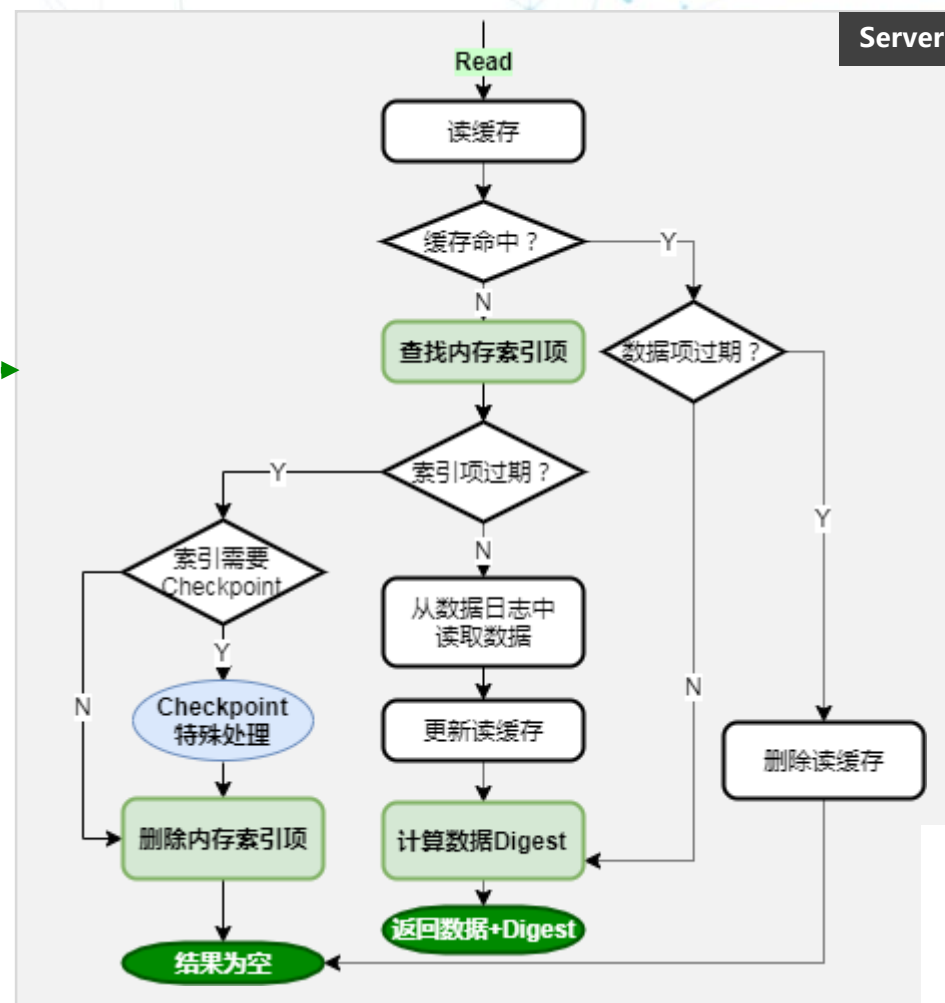 Server
Read
读缓存
缓存命中？
Y
N
查找内存索引项
数据项过期？
索引项过期？
Y
Y
N
索引需要
Checkpoint
从数据日志中
读取数据
Y
N
N
Checkpoint
特殊处理
更新读缓存
删除读缓存
删除内存索引项
计算数据Digest
返回数据+Digest
结果为空